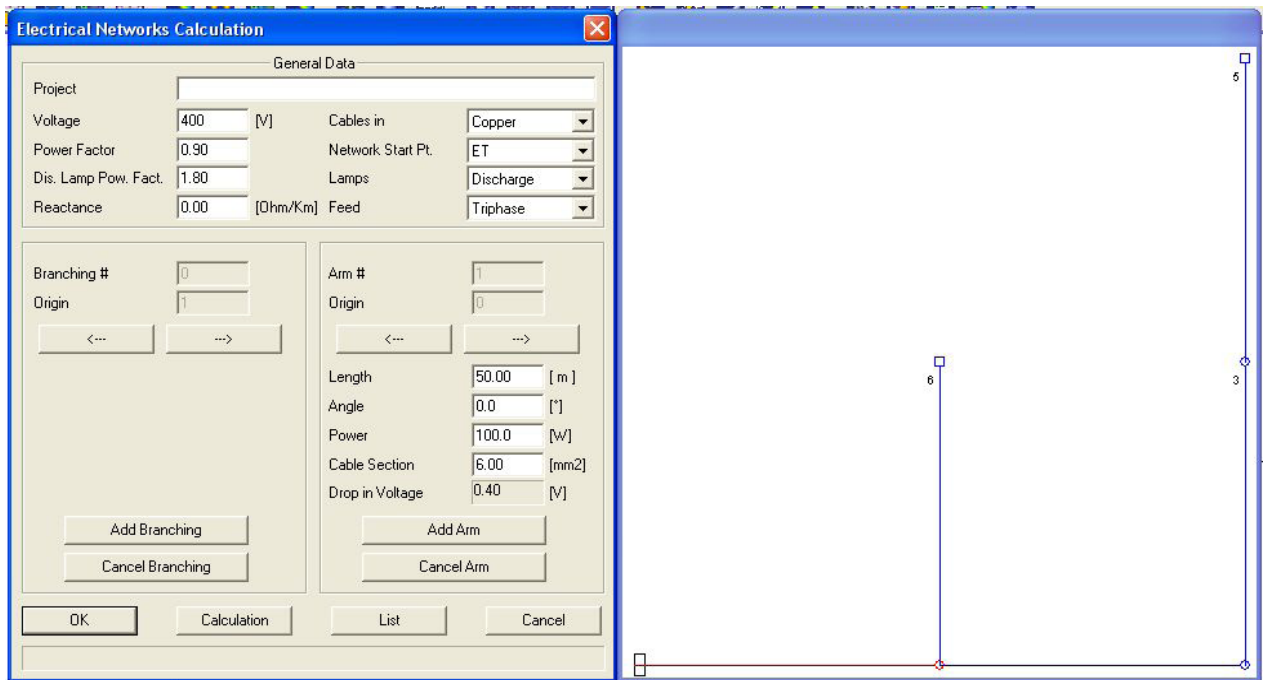 Electrical Networks Calculation
General Data
Project
Voltage 400 [V] Cables in Copper
Power Factor 0.90 Network Start Pt. ET
Dis. Lamp Pow. Fact. 1.80 Lamps Discharge
Reactance 0.00 [Ohm/Km] Feed Triphase
Branching # 0 Arm # 1
Origin 1 Origin 0
<--- ---> <--- --->
Length 50.00 [ m ]
Angle 0.0 [°]
Power 100.0 [W]
Cable Section 6.00 [mm2]
Drop in Voltage 0.40 [V]
Add Branching Add Arm
Cancel Branching Cancel Arm
OK Calculation List Cancel
5
6 3